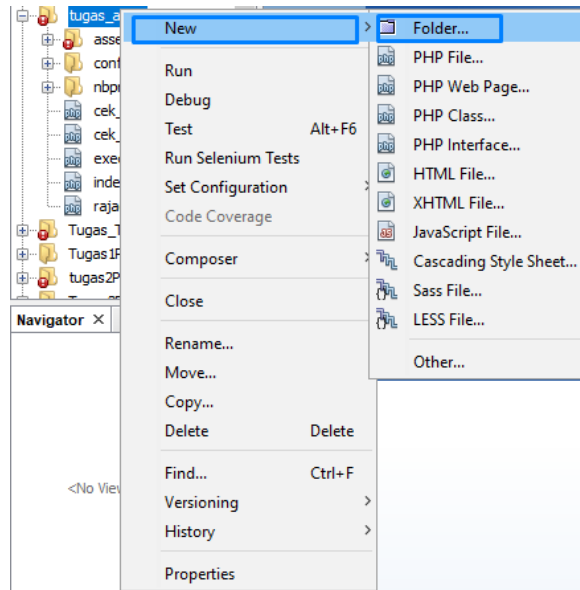 tugas_a
asse
conf
nbpr
cek_
cek_
exec
inde
raja
Tugas_T
Tugas1P
tugas2P
Navigator ×
<No View
New
Run
Debug
Test Alt+F6
Run Selenium Tests
Set Configuration
Code Coverage
Composer
Close
Rename...
Move...
Copy...
Delete Delete
Find... Ctrl+F
Versioning
History
Properties
Folder...
PHP File...
PHP Web Page...
PHP Class...
PHP Interface...
HTML File...
XHTML File...
JavaScript File...
Cascading Style Sheet...
Sass File...
LESS File...
Other...